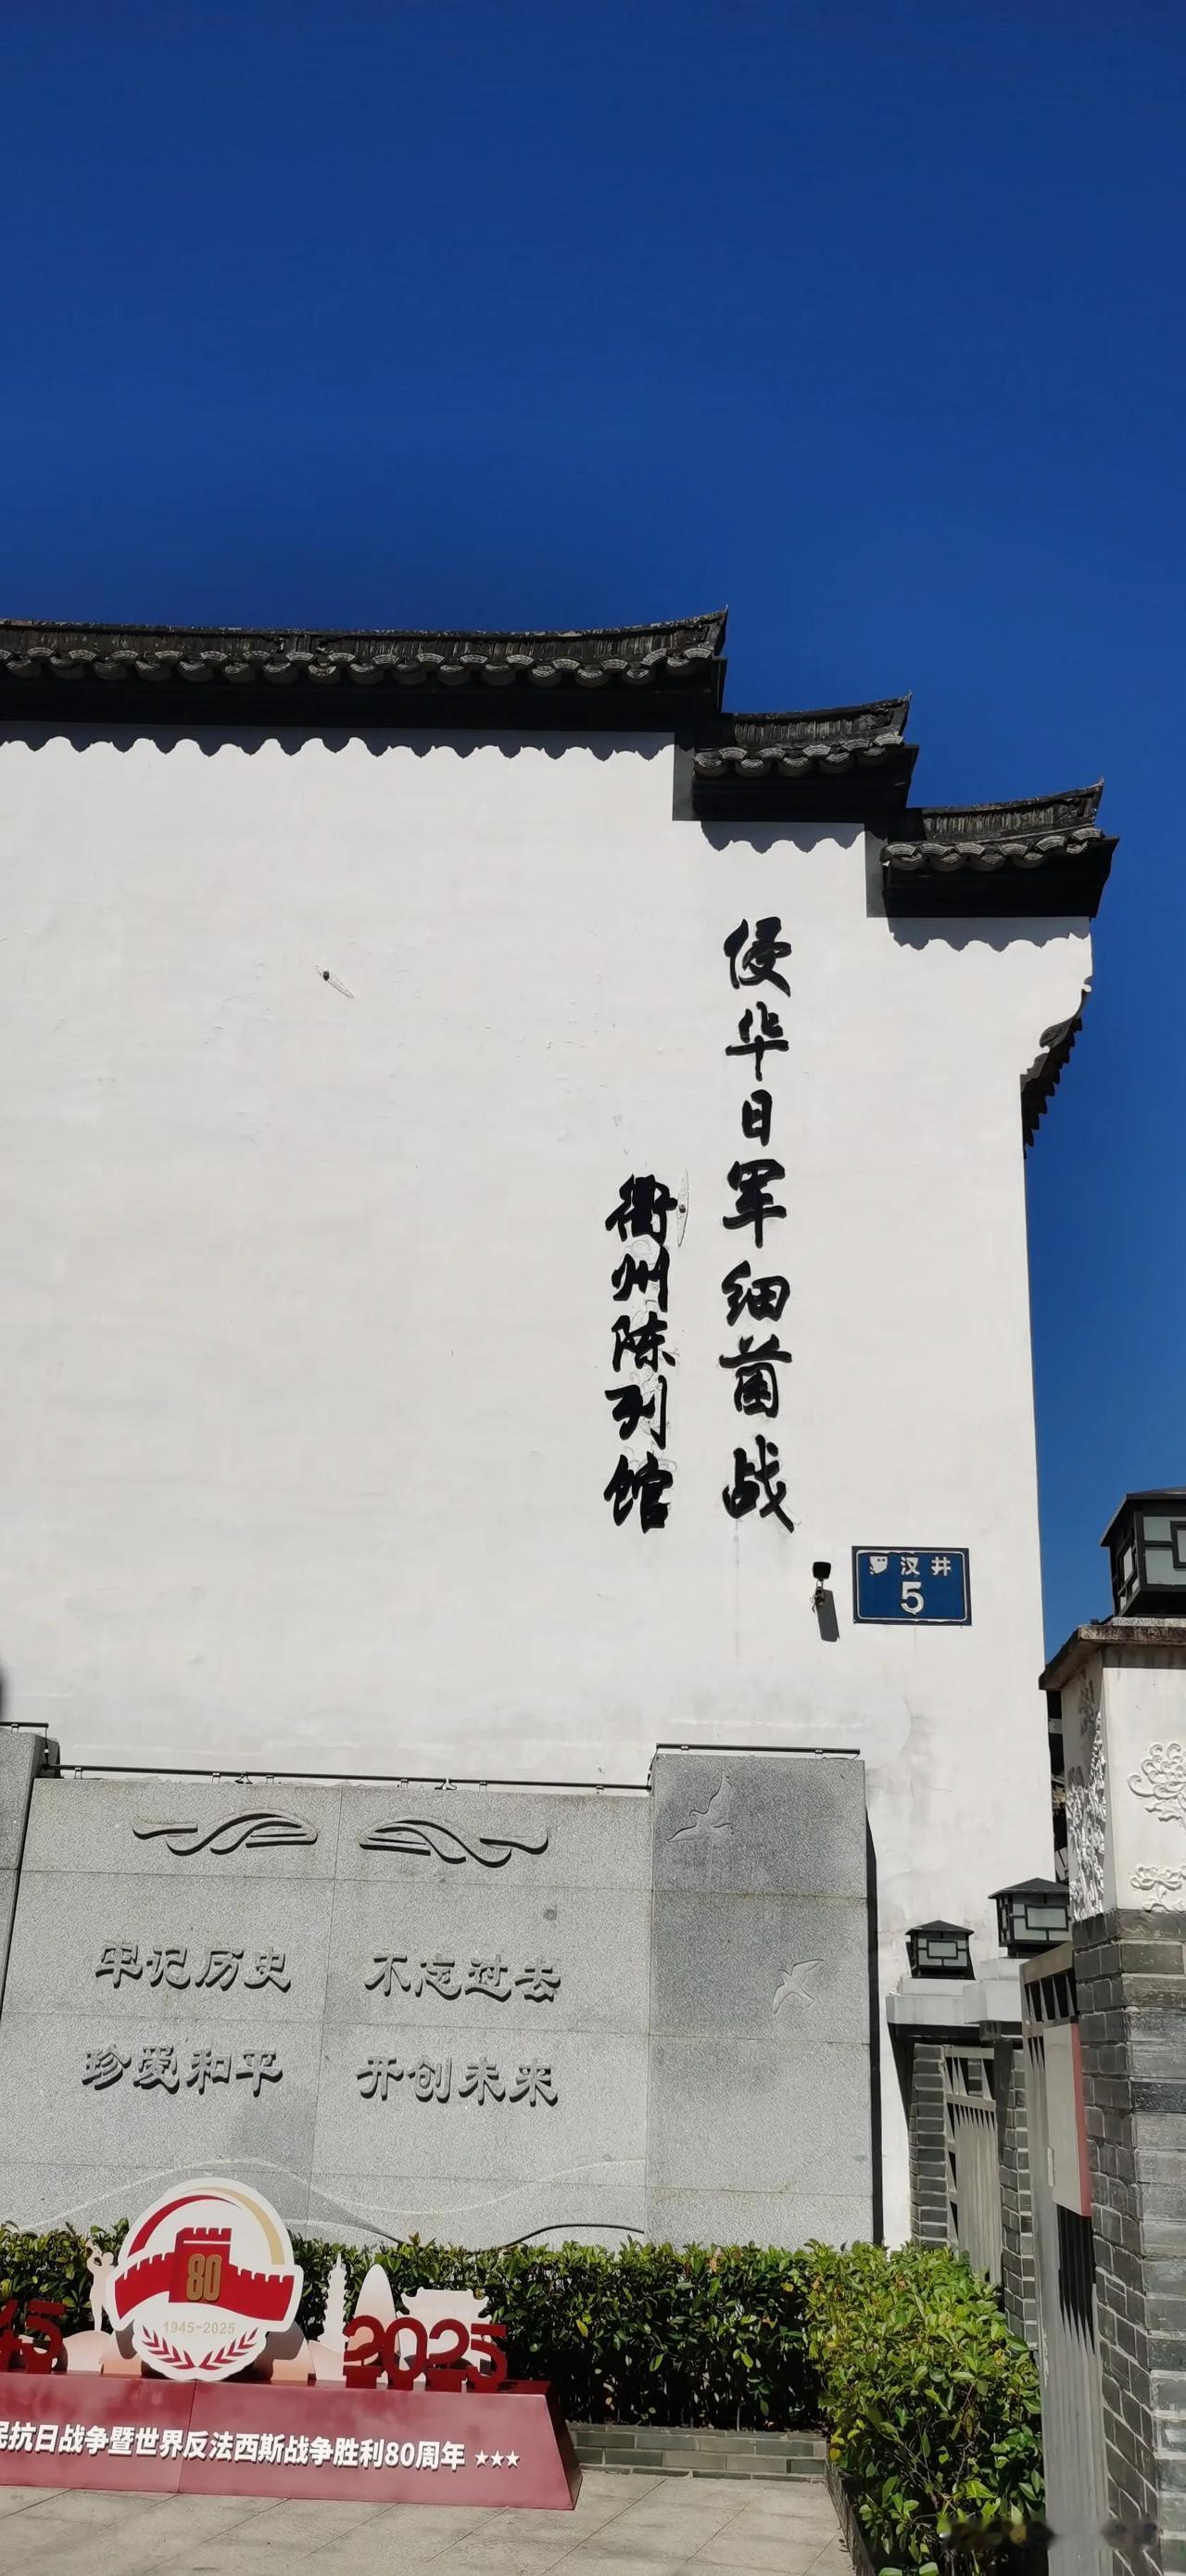 侵华日军细菌战
衢州陈列馆
罗汉井
5
牢记历史 不忘过去
珍爱和平 开创未来
80
1945-2025
45
2025
民抗日战争暨世界反法西斯战争胜利80周年